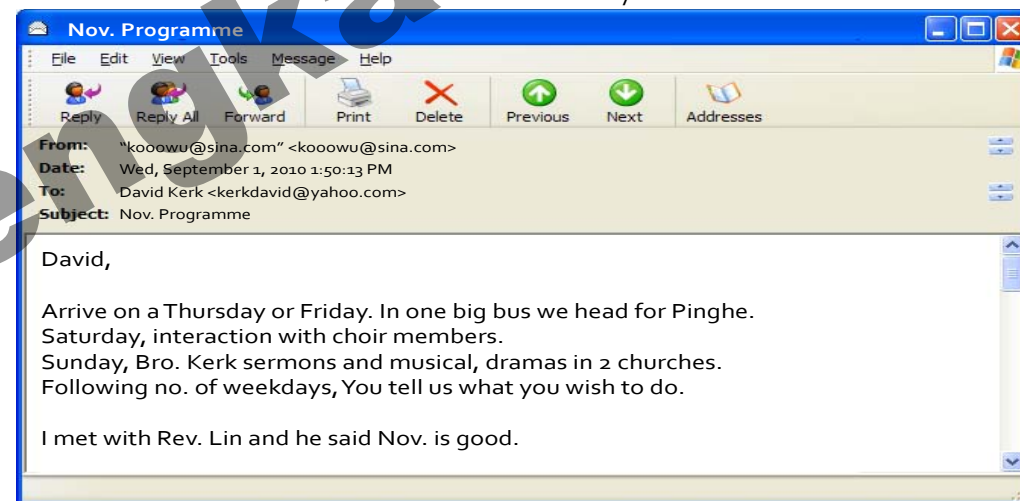 Nov. Programme
File Edit View Tools Message Help
Reply Reply All Forward Print Delete Previous Next Addresses
From: "kooowu@sina.com" <kooowu@sina.com>
Date: Wed, September 1, 2010 1:50:13 PM
To: David Kerk <kerkdavid@yahoo.com>
Subject: Nov. Programme
David,
Arrive on a Thursday or Friday. In one big bus we head for Pinghe.
Saturday, interaction with choir members.
Sunday, Bro. Kerk sermons and musical, dramas in 2 churches.
Following no. of weekdays, You tell us what you wish to do.
I met with Rev. Lin and he said Nov. is good.